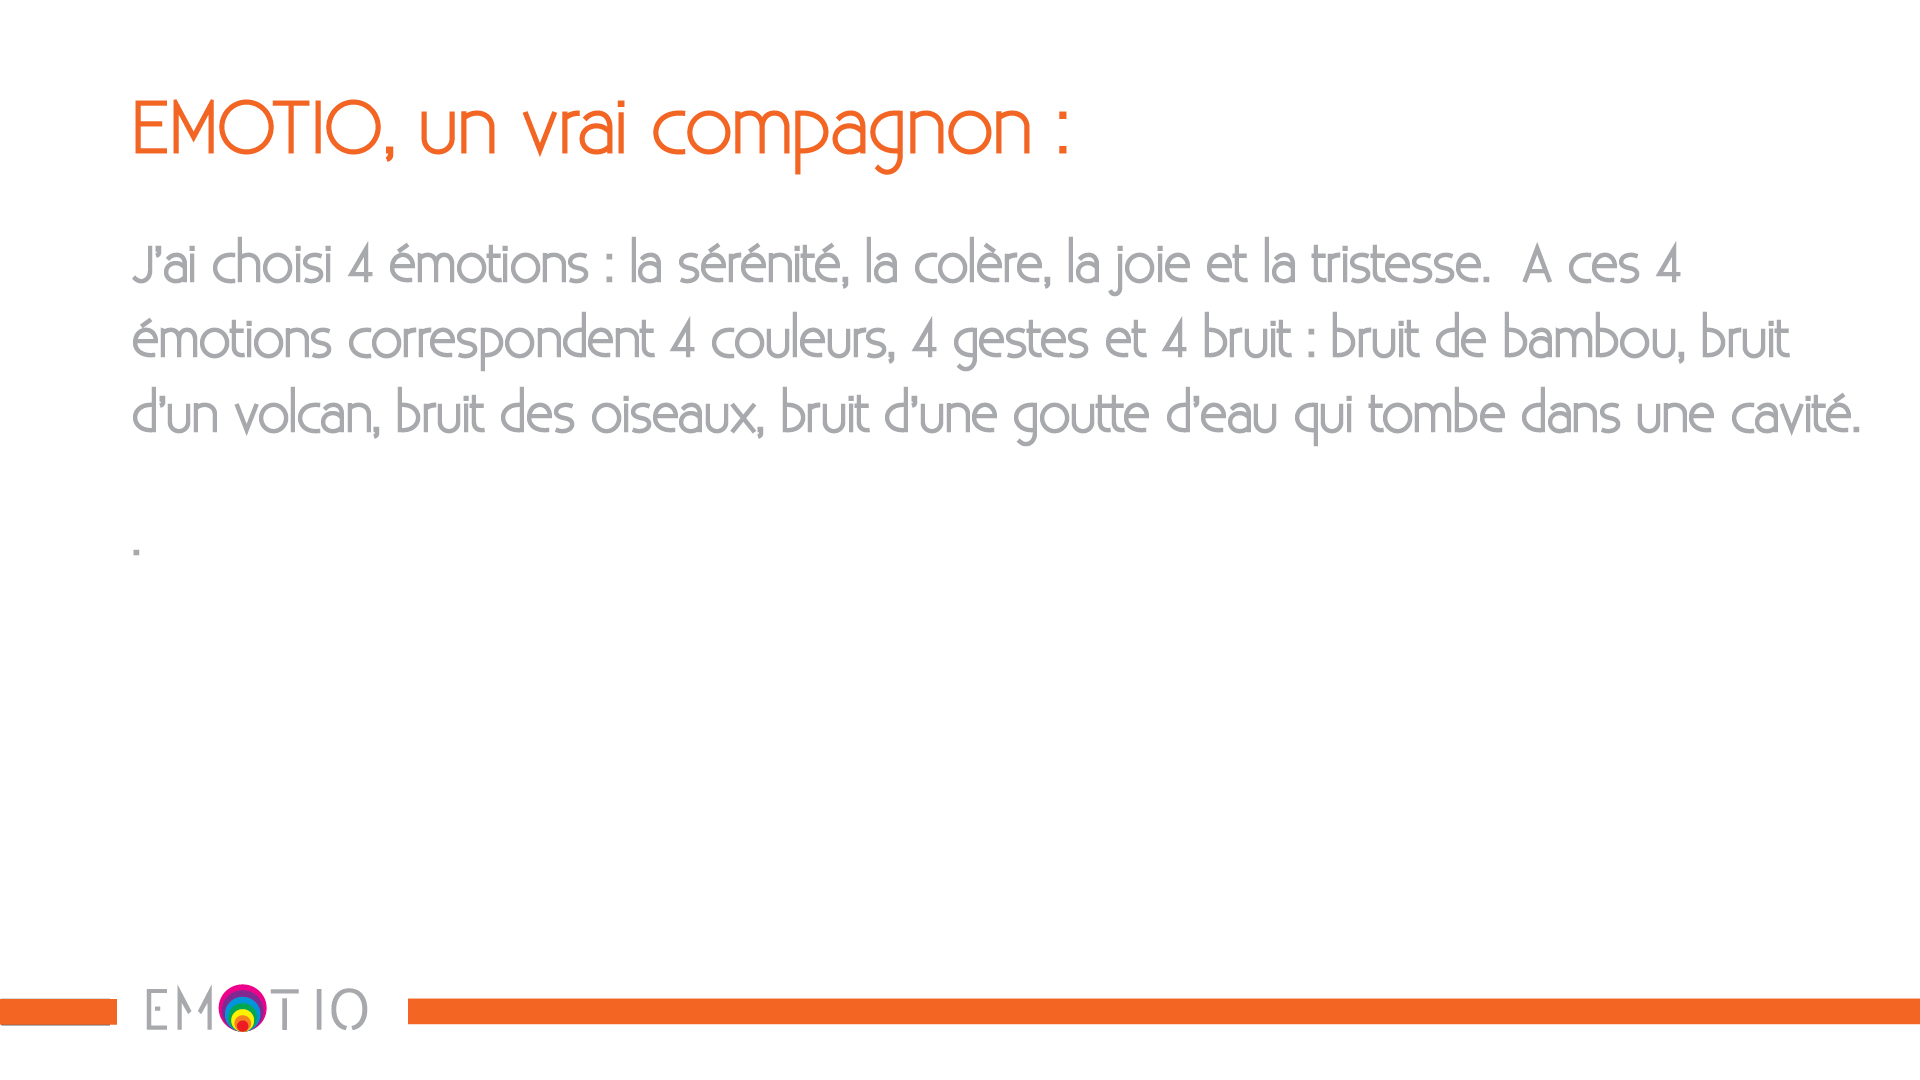 EMOTIO, un vrai compagnon :
J'ai choisi 4 émotions : la sérénité, la colère, la joie et la tristesse.  A ces 4
émotions correspondent 4 couleurs, 4 gestes et 4 bruit : bruit de bambou, bruit
d'un volcan, bruit des oiseaux, bruit d'une goutte d'eau qui tombe dans une cavité.
.
EMOTIO